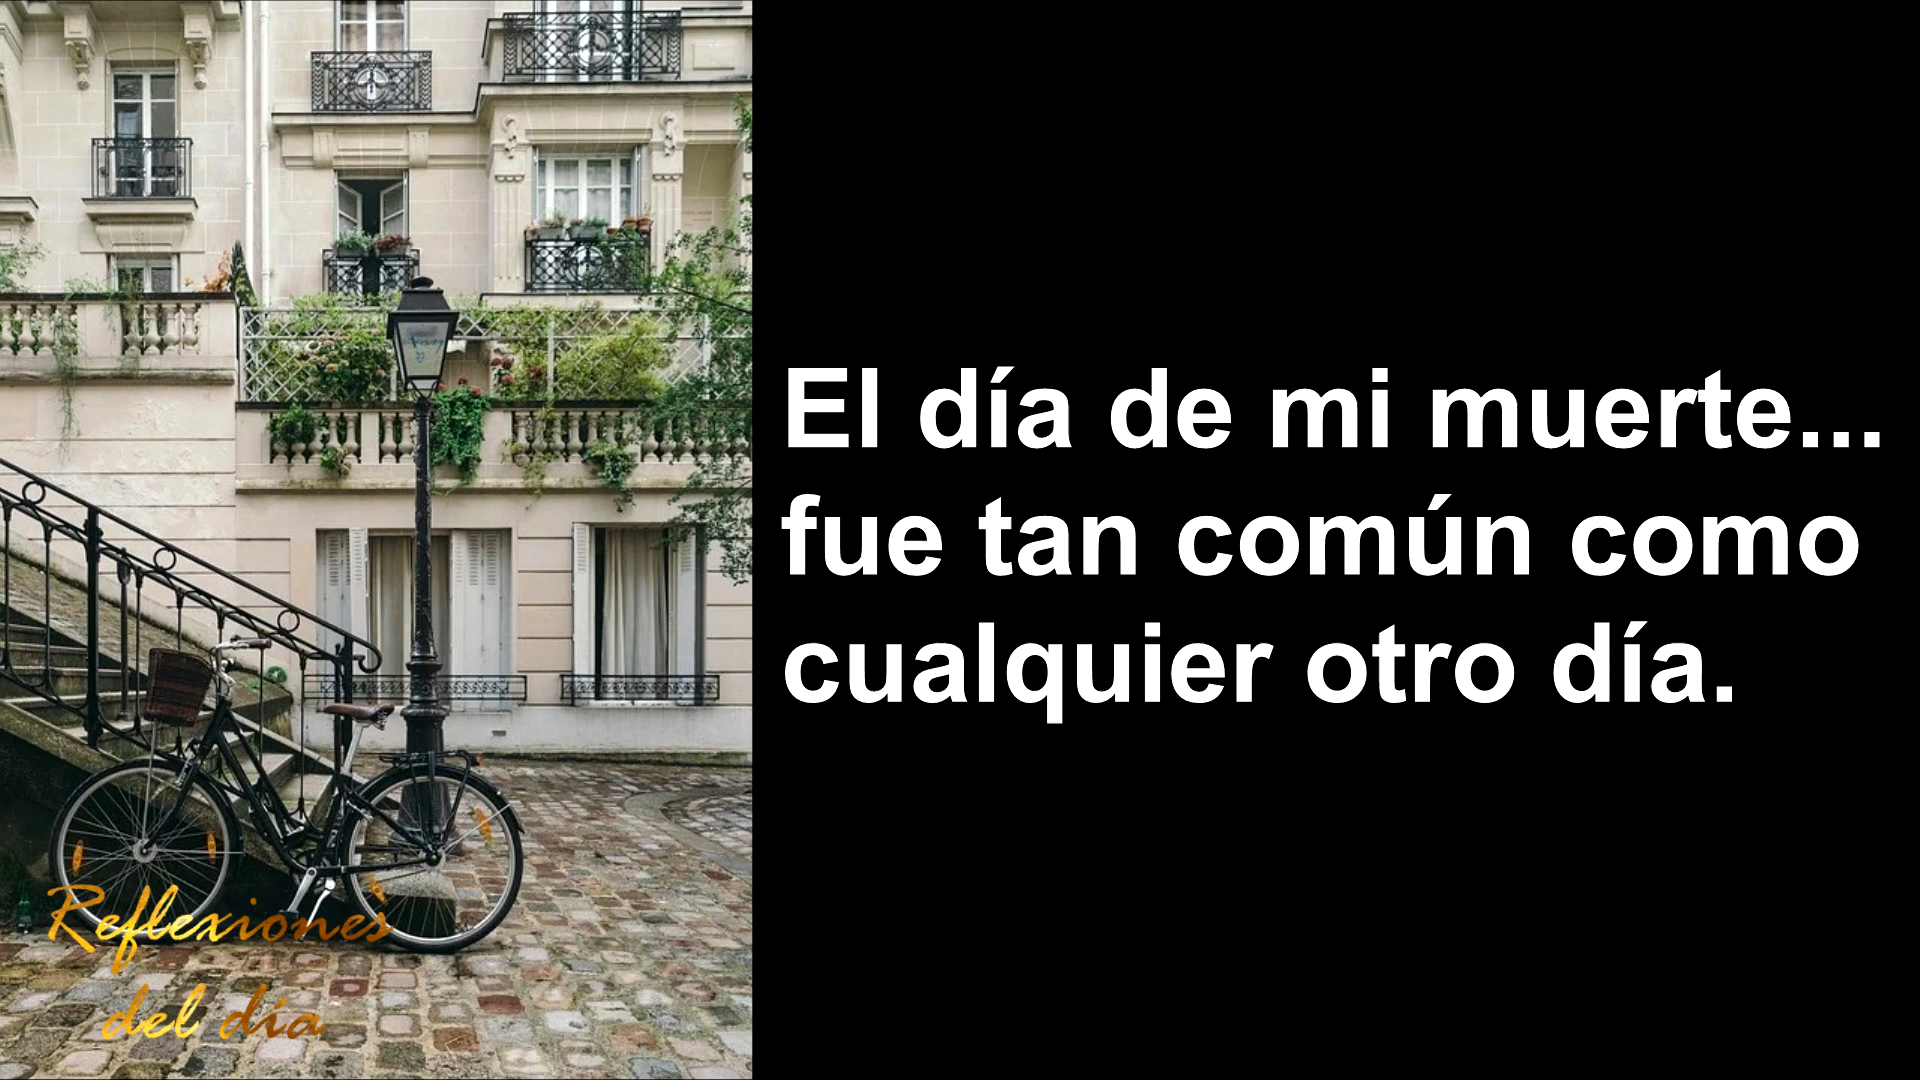 El día de mi muerte...
fue tan común como
cualquier otro día.
Reflexiones
del día